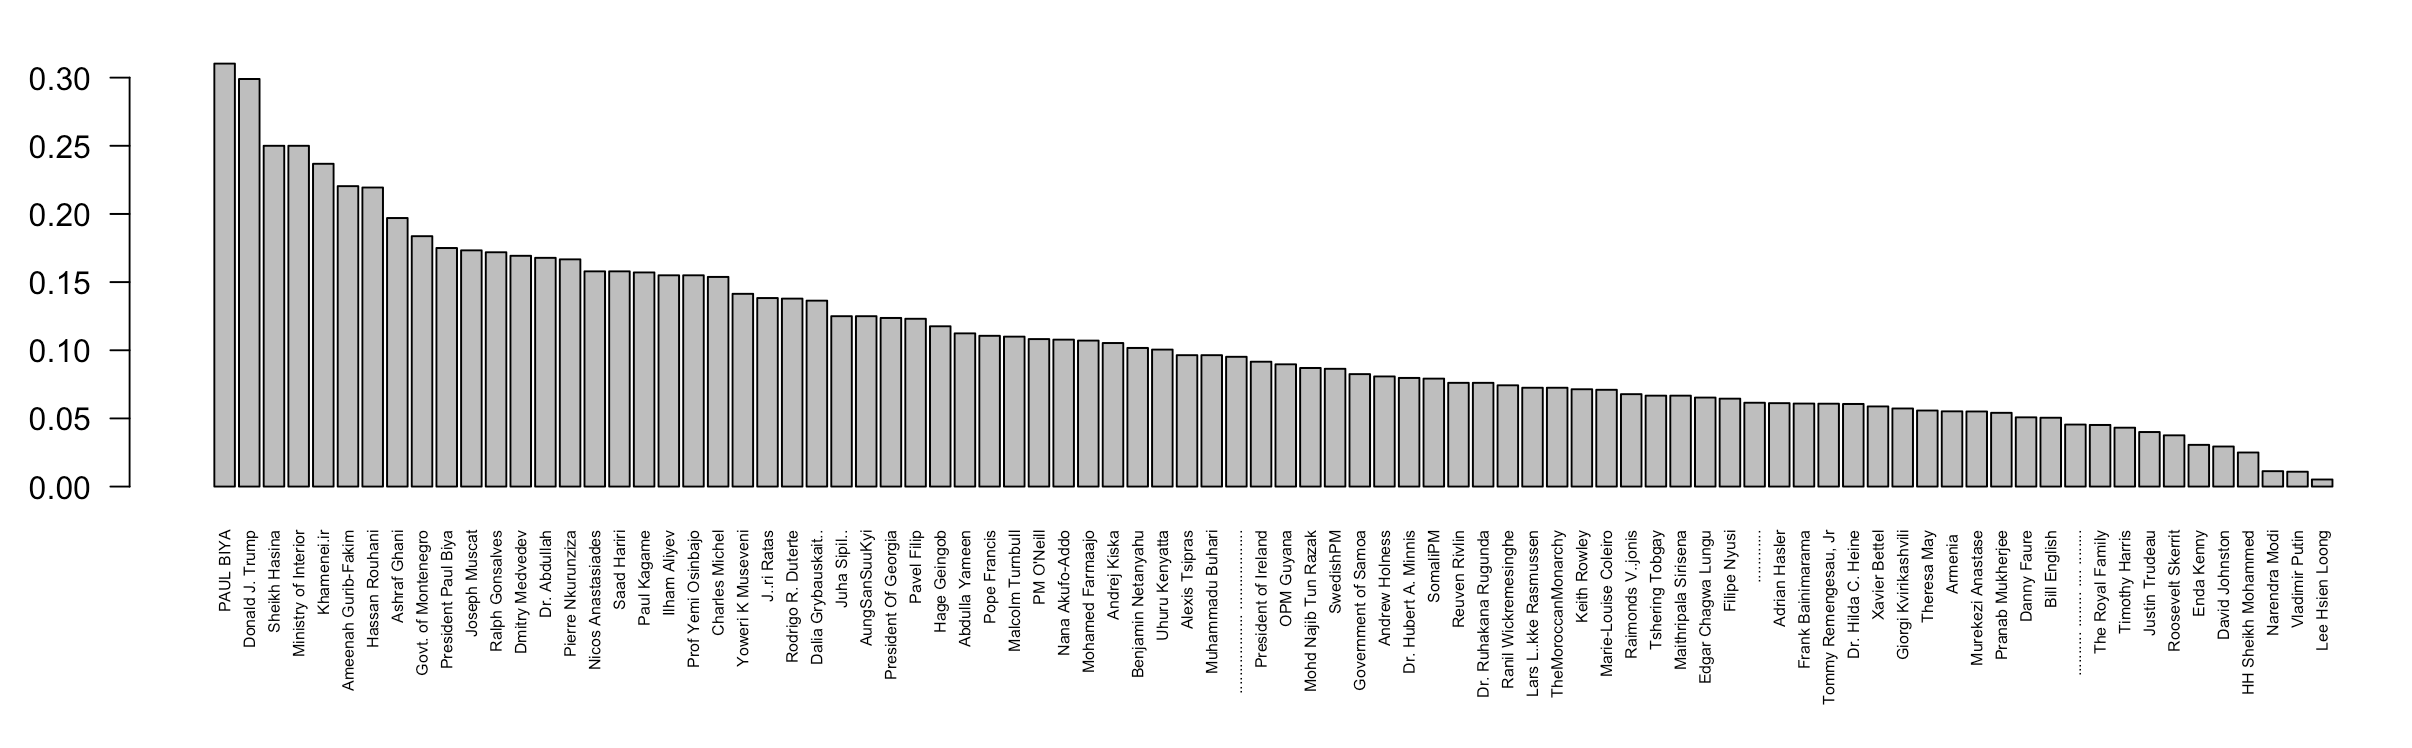 0.30
0.25
0.20
0.15
0.10
0.05
0.00
PAUL BIYA
Donald J. Trump
Sheikh Hasina
Ministry of Interior
Khamenei.ir
Ameenah Gurib-Fakim
Hassan Rouhani
Ashraf Ghani
Govt. of Montenegro
President Paul Biya
Joseph Muscat
Ralph Gonsalves
Dmitry Medvedev
Dr. Abdullah
Pierre Nkurunziza
Nicos Anastasiades
Saad Hariri
Paul Kagame
Ilham Aliyev
Prof Yemi Osinbajo
Charles Michel
Yoweri K Museveni
J..ri Ratas
Rodrigo R. Duterte
Dalia Grybauskait..
Juha Sipil..
AungSanSuuKyi
President Of Georgia
Pavel Filip
Hage Geingob
Abdulla Yameen
Pope Francis
Malcolm Turnbull
PM O'Neill
Nana Akufo-Addo
Mohamed Farmaajo
Andrej Kiska
Benjamin Netanyahu
Uhuru Kenyatta
Alexis Tsipras
Muhammadu Buhari
President of Ireland
OPM Guyana
Mohd Najib Tun Razak
SwedishPM
Government of Samoa
Andrew Holness
Dr. Hubert A. Minnis
SomaliPM
Reuven Rivlin
Dr. Ruhakana Rugunda
Ranil Wickremesinghe
Lars L..kke Rasmussen
TheMoroccanMonarchy
Keith Rowley
Marie-Louise Coleiro
Raimonds V..jonis
Tshering Tobgay
Maithripala Sirisena
Edgar Chagwa Lungu
Filipe Nyusi
Adrian Hasler
Frank Bainimarama
Tommy Remengesau, Jr
Dr. Hilda C. Heine
Xavier Bettel
Giorgi Kvirikashvili
Theresa May
Armenia
Murekezi Anastase
Pranab Mukherjee
Danny Faure
Bill English
The Royal Family
Timothy Harris
Justin Trudeau
Roosevelt Skerrit
Enda Kenny
David Johnston
HH Sheikh Mohammed
Narendra Modi
Vladimir Putin
Lee Hsien Loong